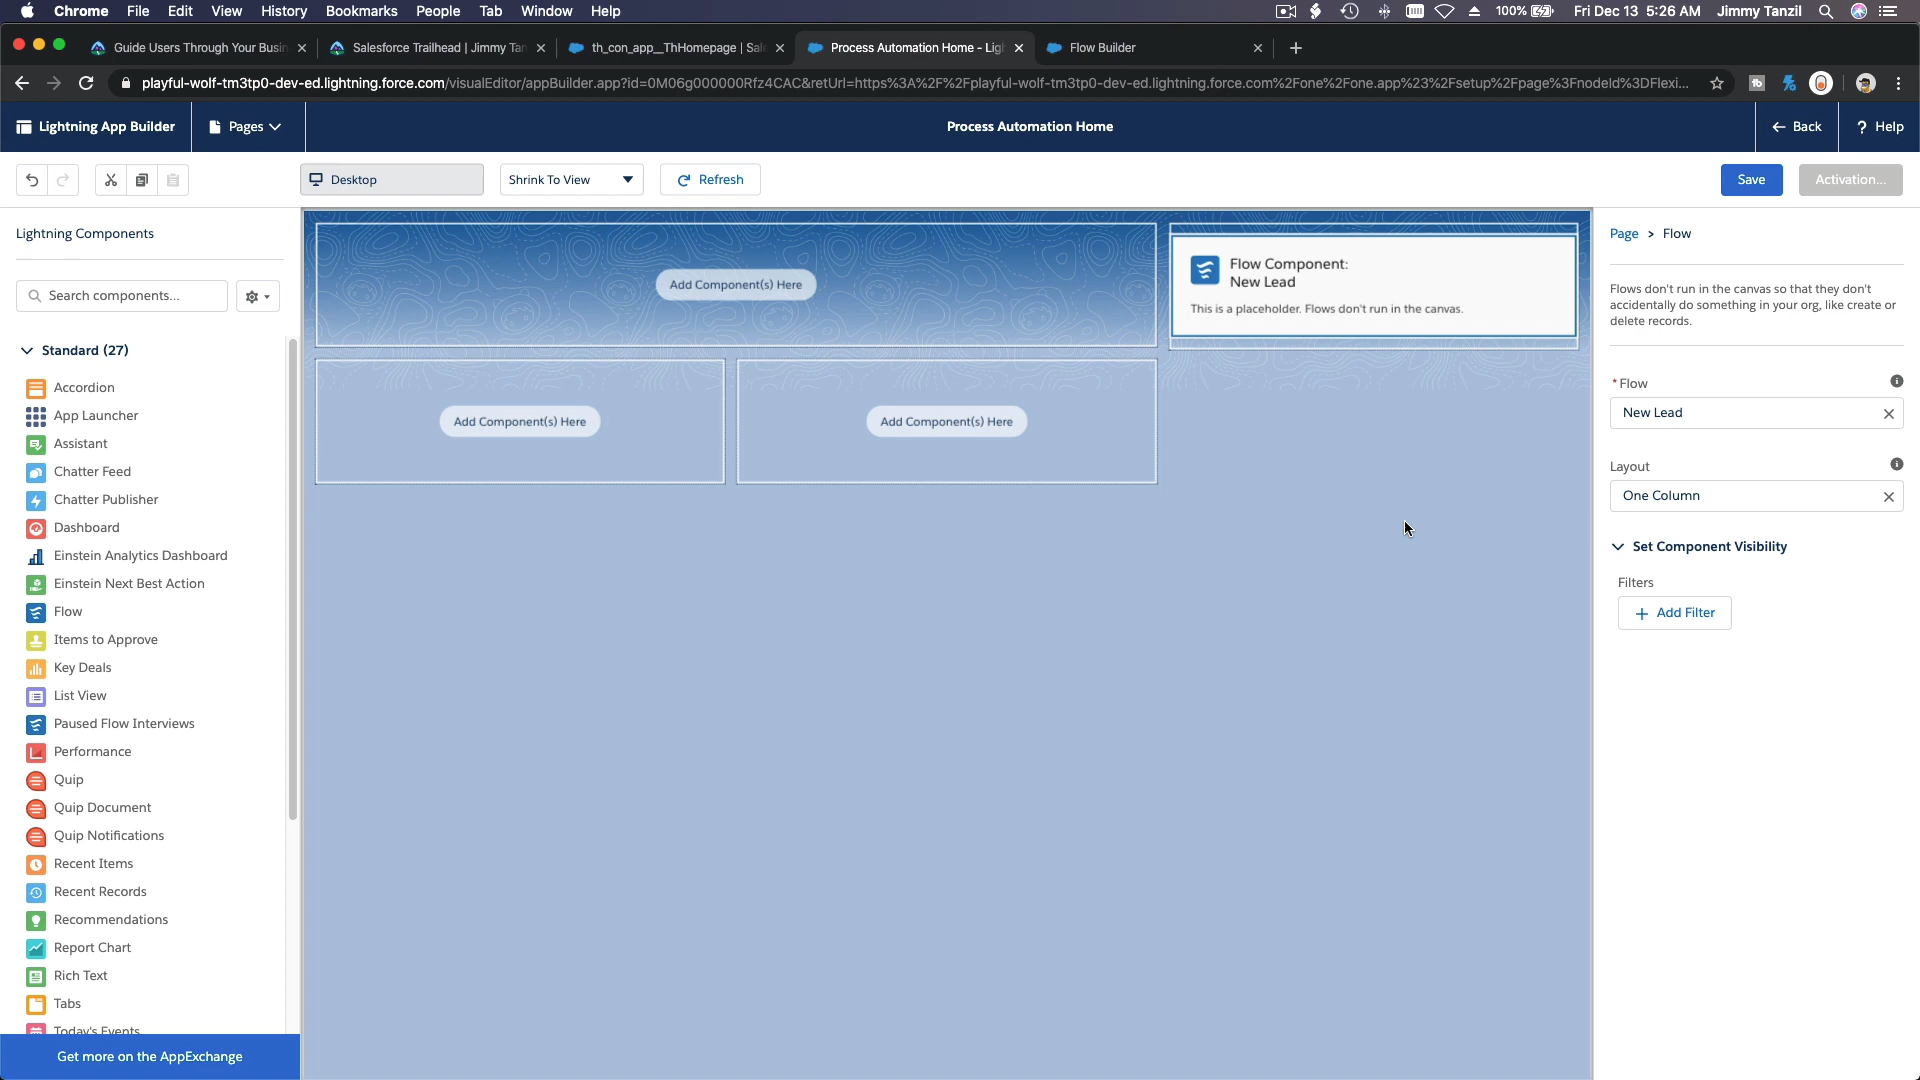 Chrome File Edit View History Bookmarks People Tab Window Help
100% Fri Dec 13 5:26 AM Jimmy Tanzil
Guide Users Through Your Busin
Salesforce Trailhead | Jimmy Tan
th_con_app__ThHomepage | Sal
Process Automation Home - Ligh
Flow Builder
playful-wolf-tm3tp0-dev-ed.lightning.force.com/visualEditor/appBuilder.app?id=0M06g000000Rfz4CAC&retUrl=https%3A%2F%2Fplayful-wolf-tm3tp0-dev-ed.lightning.force.com%2Fone%2Fone.app%23%2Fsetup%2Fpage%3FnodeId%3DFlexi...
Lightning App Builder
Pages
Process Automation Home
Back
? Help
Desktop
Shrink To View
Refresh
Save
Activation...
Lightning Components
Search components...
Standard (27)
Accordion
App Launcher
Assistant
Chatter Feed
Chatter Publisher
Dashboard
Einstein Analytics Dashboard
Einstein Next Best Action
Flow
Items to Approve
Key Deals
List View
Paused Flow Interviews
Performance
Quip
Quip Document
Quip Notifications
Recent Items
Recent Records
Recommendations
Report Chart
Rich Text
Tabs
Today's Events
Get more on the AppExchange
Add Component(s) Here
Flow Component:
New Lead
This is a placeholder. Flows don't run in the canvas.
Add Component(s) Here
Add Component(s) Here
Page > Flow
Flows don't run in the canvas so that they don't
accidentally do something in your org, like create or
delete records.
* Flow
New Lead
Layout
One Column
Set Component Visibility
Filters
+ Add Filter